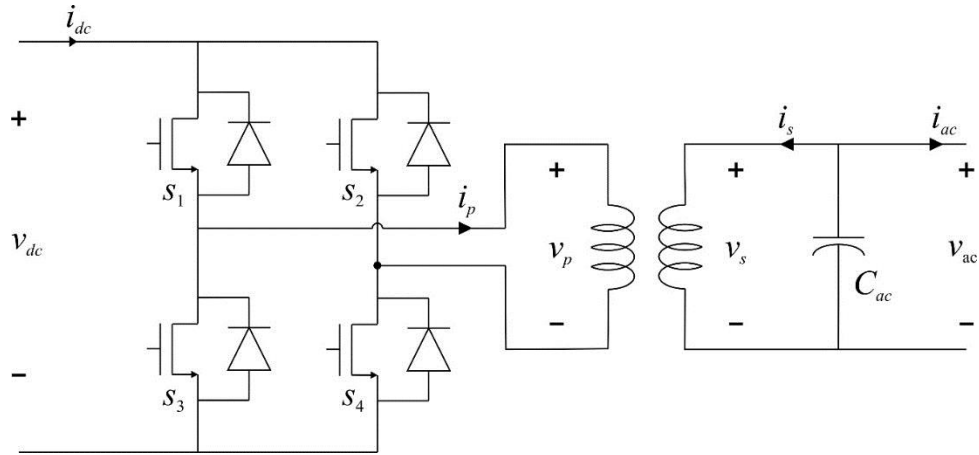 i_dc
+
s_1
s_2
i_p
v_dc
+
v_p
−
i_s
i_ac
+
v_s
−
C_ac
+
v_ac
−
−
s_3
s_4